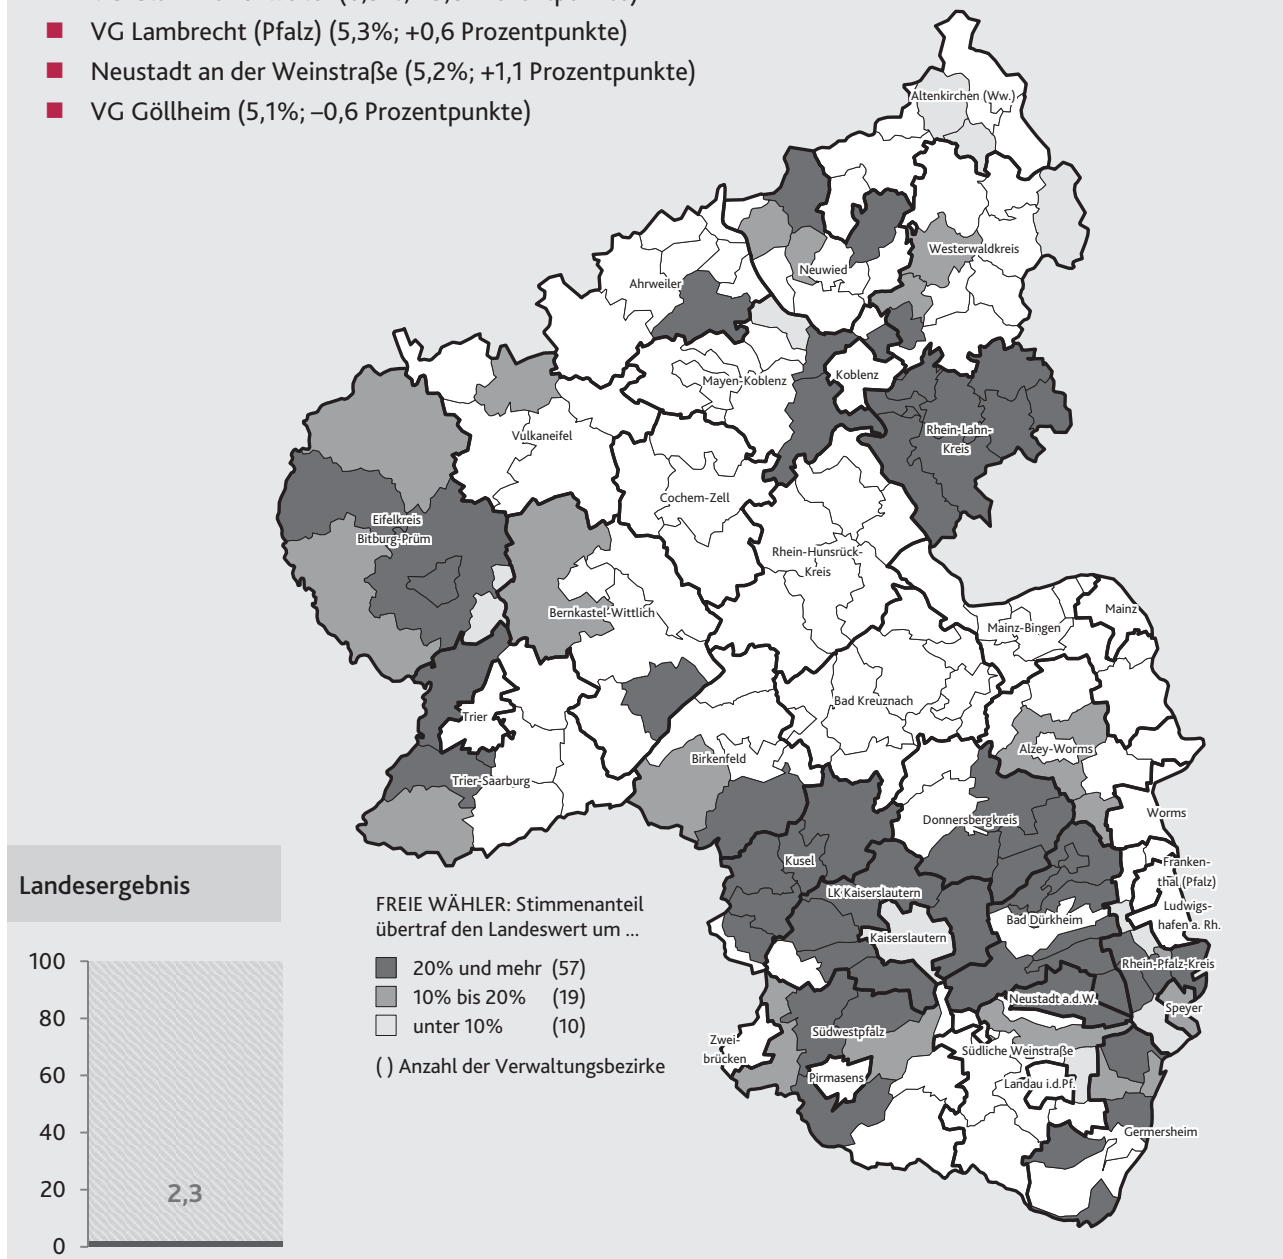 VG Lambrecht (Pfalz) (5,3%; +0,6 Prozentpunkte)
Neustadt an der Weinstraße (5,2%; +1,1 Prozentpunkte)
VG Göllheim (5,1%; –0,6 Prozentpunkte)
Altenkirchen (Ww.)
Westerwaldkreis
Neuwied
Ahrweiler
Koblenz
Mayen-Koblenz
Rhein-Lahn-
Kreis
Vulkaneifel
Cochem-Zell
Eifelkreis
Bitburg-Prüm
Rhein-Hunsrück-
Kreis
Bernkastel-Wittlich
Mainz
Mainz-Bingen
Bad Kreuznach
Trier
Alzey-Worms
Birkenfeld
Trier-Saarburg
Worms
Donnersbergkreis
Kusel
Franken-
thal (Pfalz)
LK Kaiserslautern
Ludwigs-
hafen a. Rh.
Bad Dürkheim
Kaiserslautern
Rhein-Pfalz-Kreis
Neustadt a.d.W.
Speyer
Südwestpfalz
Zwei-
brücken
Südliche Weinstraße
Pirmasens
Landau i.d.Pf.
Germersheim
Landesergebnis
100
80
60
40
20
0
2,3
FREIE WÄHLER: Stimmenanteil
übertraf den Landeswert um ...
20% und mehr (57)
10% bis 20% (19)
unter 10% (10)
( ) Anzahl der Verwaltungsbezirke